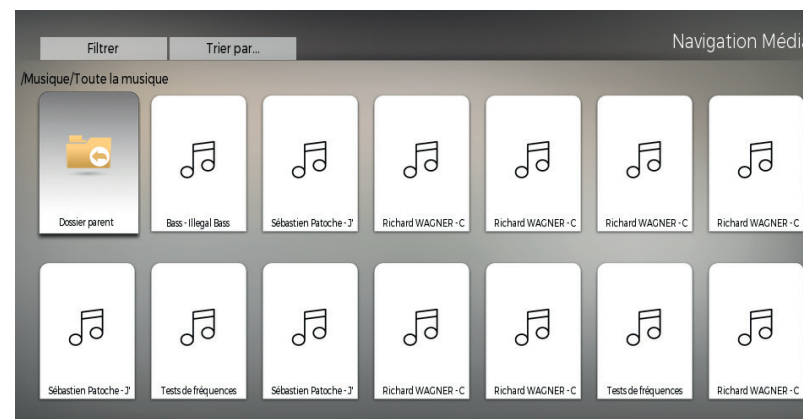 Filtrer
Trier par...
Navigation Médi
/Musique/Toute la musique
Dossier parent
Bass - Illegal Bass
Sébastien Patoche - J'
Richard WAGNER - C
Richard WAGNER - C
Richard WAGNER - C
Richard WAGNER - C
Sébastien Patoche - J'
Tests de fréquences
Sébastien Patoche - J'
Richard WAGNER - C
Richard WAGNER - C
Tests de fréquences
Richard WAGNER - C